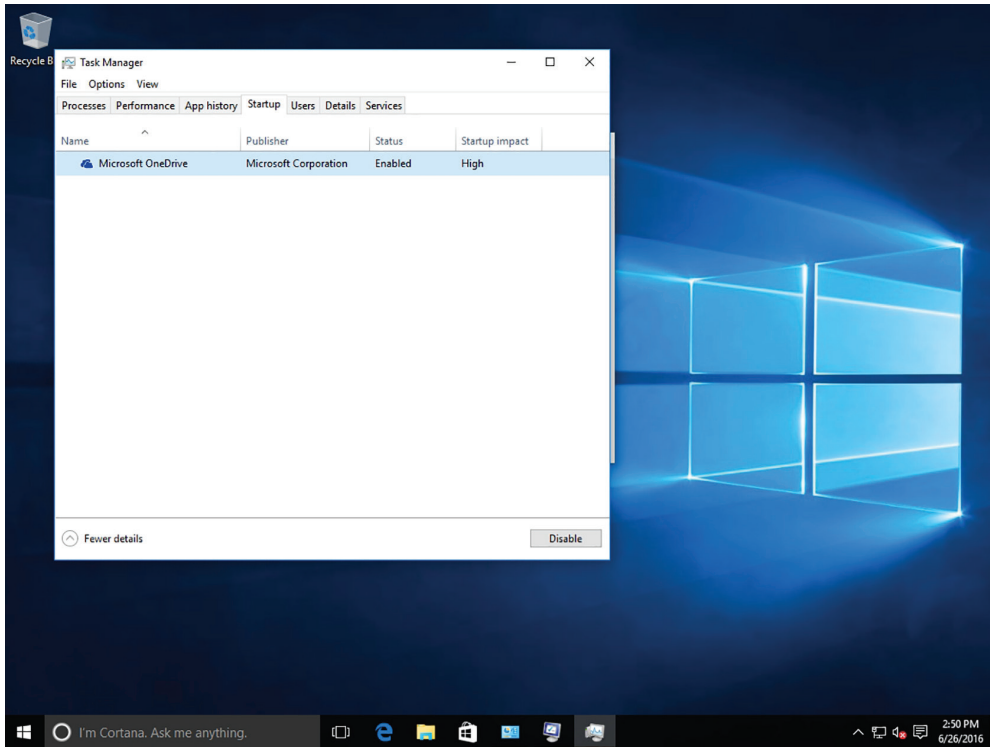 Recycle B
Task Manager
File Options View
Processes Performance App history Startup Users Details Services
Name Publisher Status Startup impact
Microsoft OneDrive Microsoft Corporation Enabled High
Fewer details Disable
I'm Cortana. Ask me anything.
2:50 PM
6/26/2016